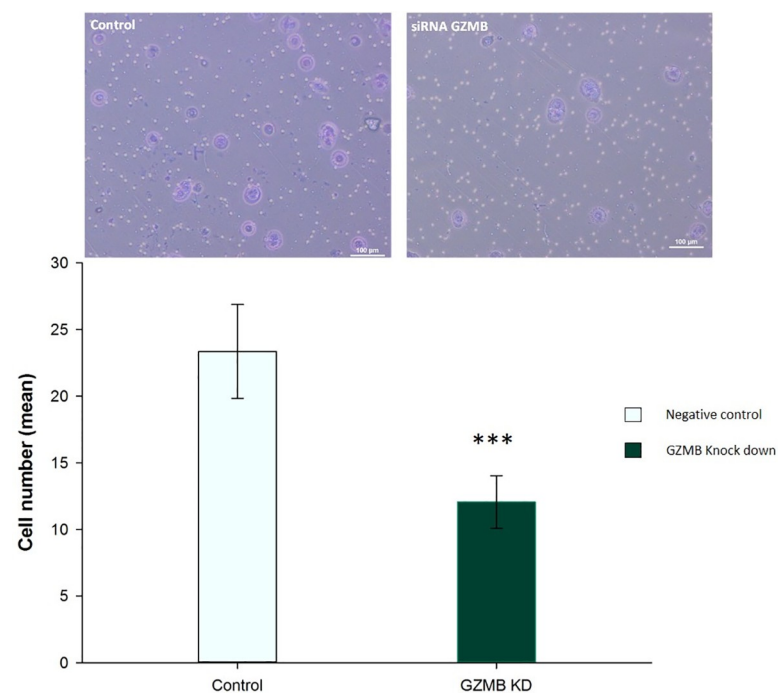 Control
siRNA GZMB
100 µm
100 µm
30
25
20
15
10
5
0
Cell number (mean)
***
Negative control
GZMB Knock down
Control
GZMB KD